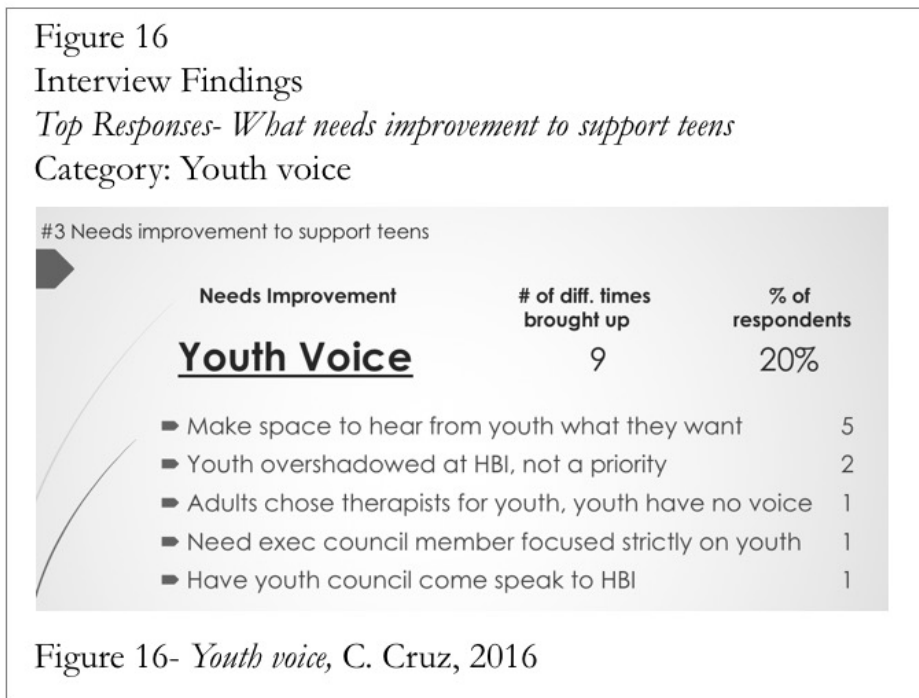 Figure 16
Interview Findings
Top Responses- What needs improvement to support teens
Category: Youth voice
#3 Needs improvement to support teens
Needs Improvement # of diff. times brought up % of respondents
Youth Voice 9 20%
Make space to hear from youth what they want 5
Youth overshadowed at HBI, not a priority 2
Adults chose therapists for youth, youth have no voice 1
Need exec council member focused strictly on youth 1
Have youth council come speak to HBI 1
Figure 16- Youth voice, C. Cruz, 2016